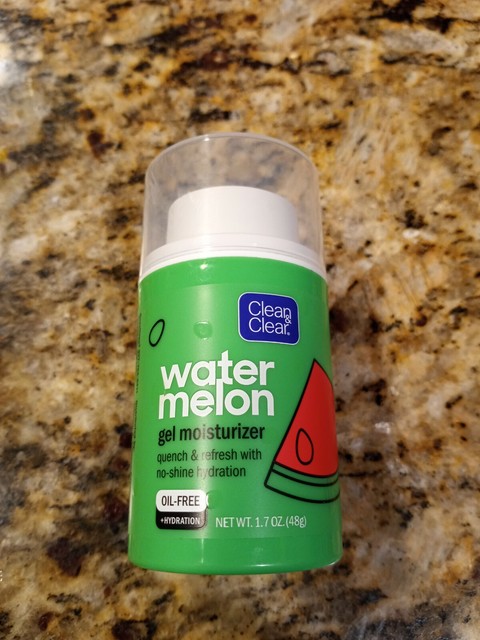 Clean &
Clear®
water
melon
gel moisturizer
quench & refresh with
no-shine hydration
OIL-FREE
+HYDRATION
NET WT. 1.7 OZ. (48g)